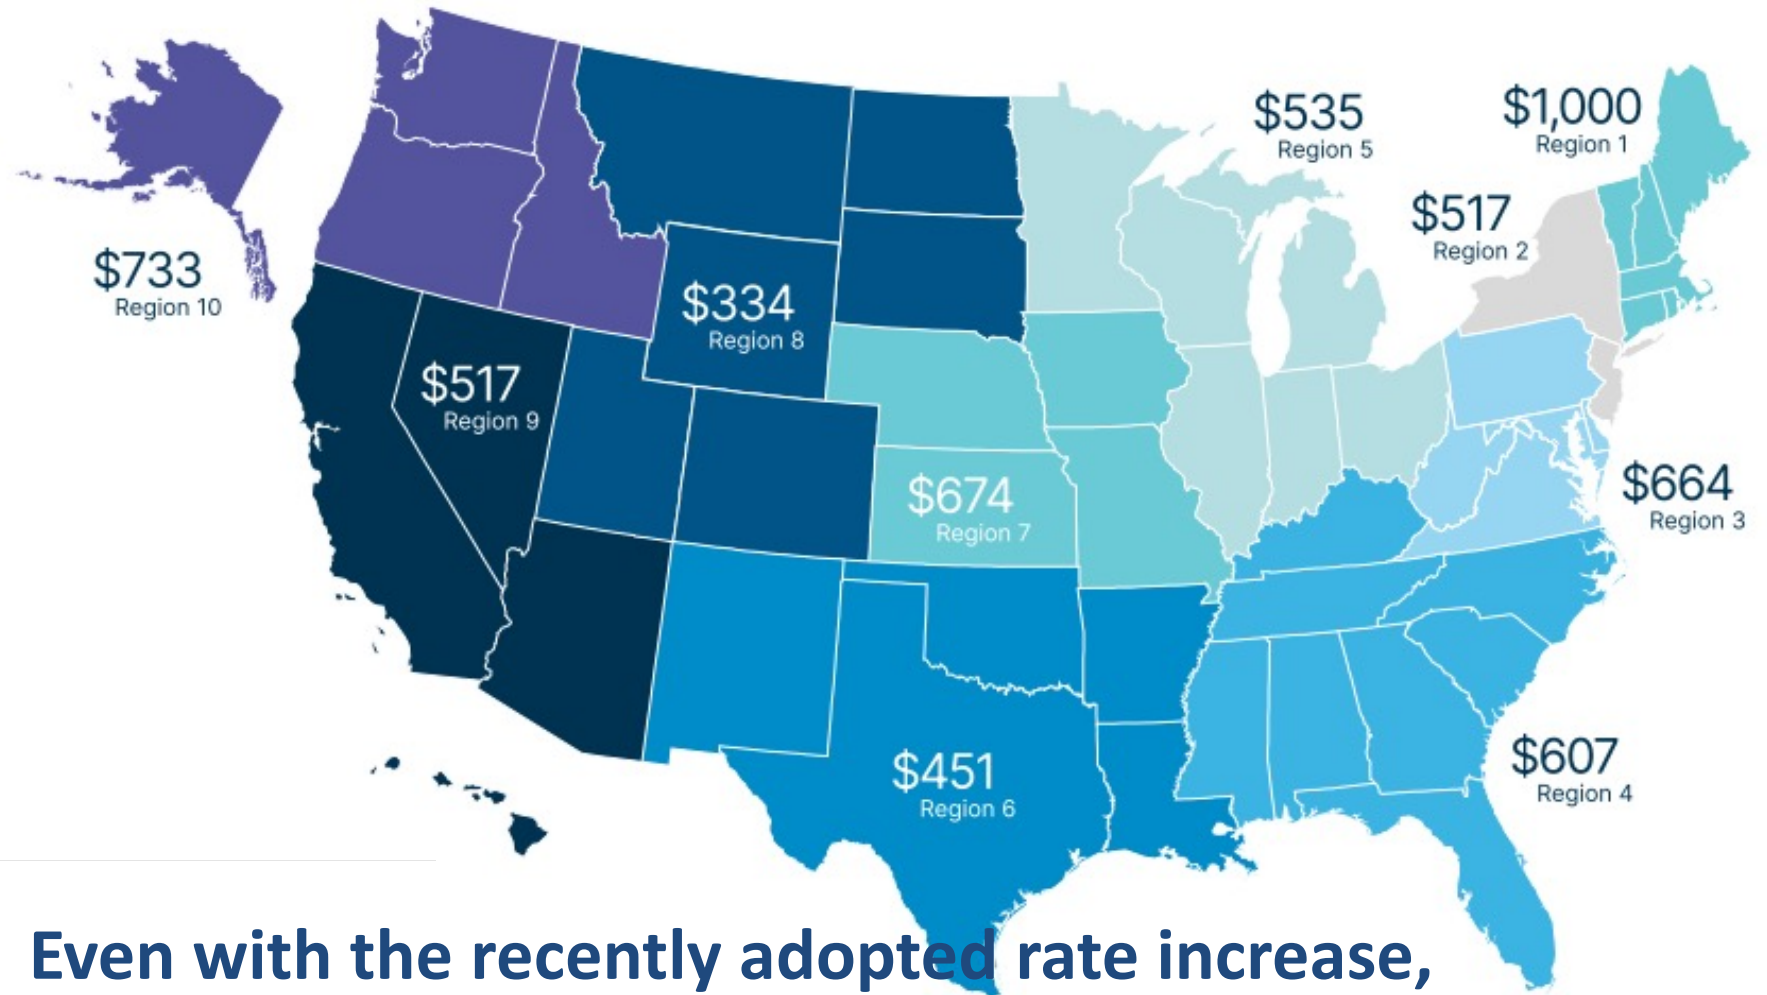 $535
Region 5
$1,000
Region 1
$517
Region 2
$733
Region 10
$334
Region 8
$517
Region 9
$674
Region 7
$664
Region 3
$451
Region 6
$607
Region 4
Even with the recently adopted rate increase,